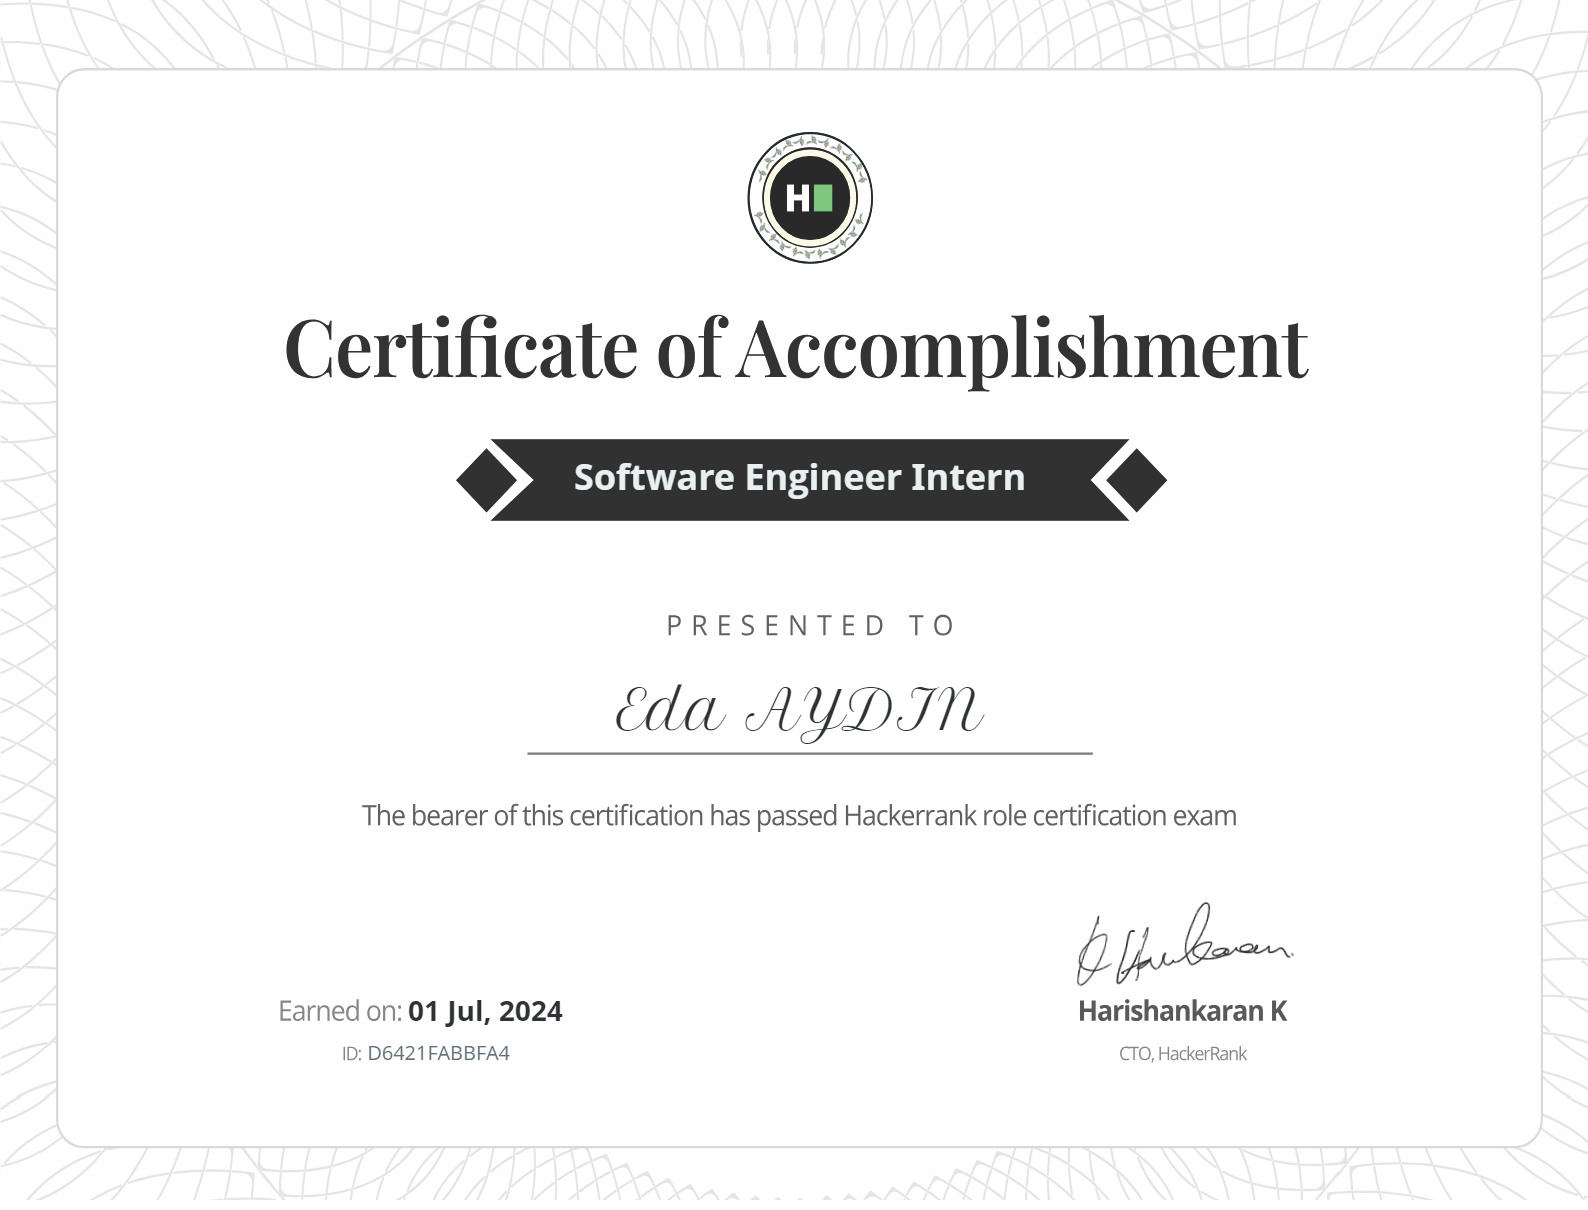 H
Certificate of Accomplishment
Software Engineer Intern
PRESENTED TO
Eda AYDIN
The bearer of this certification has passed Hackerrank role certification exam
Earned on: 01 Jul, 2024
ID: D6421FABBFA4
Harishankaran K
CTO, HackerRank